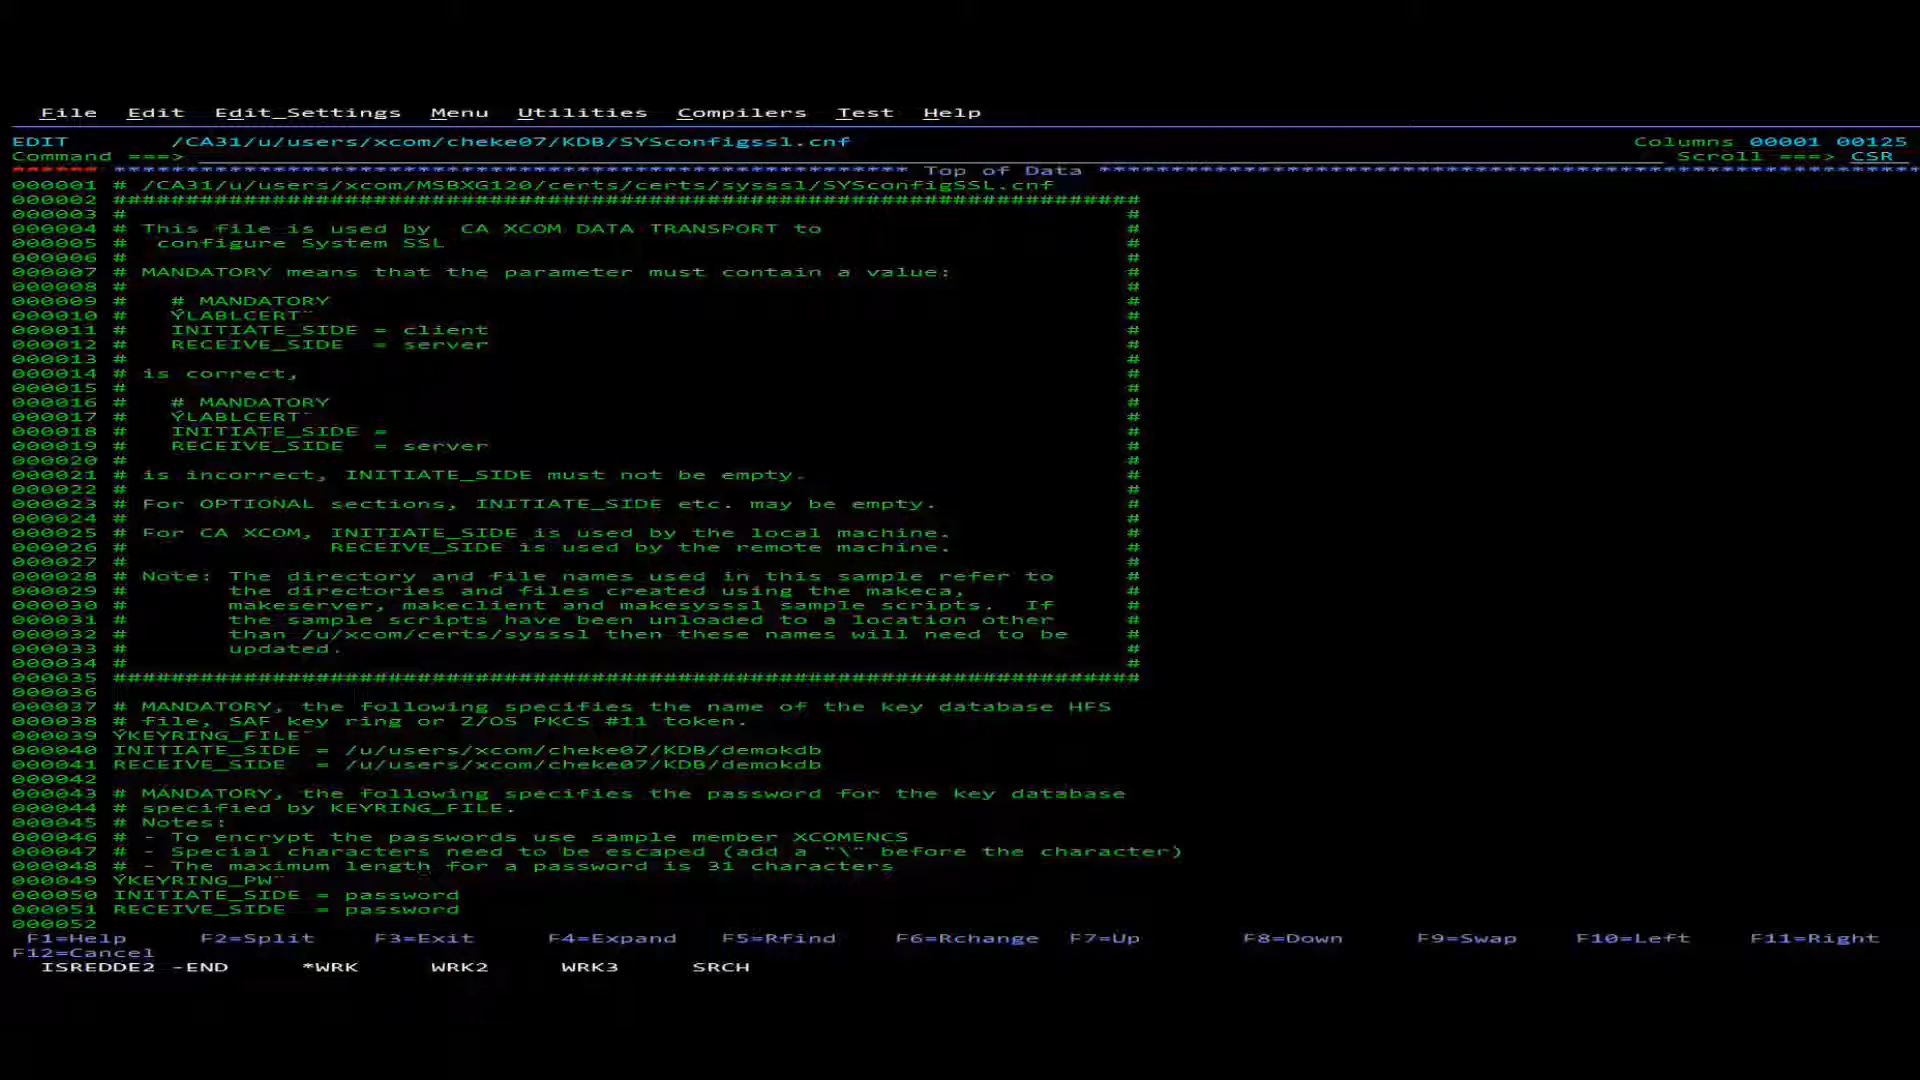 File  Edit  Edit_Settings  Menu  Utilities  Compilers  Test  Help
EDIT       /CA31/u/users/xcom/cheke07/KDB/SYSconfigssl.cnf       Columns 00001 00125
Command ===>       Scroll ===> CSR
****** ******************************************************* Top of Data *********************************************************
000001 # /CA31/u/users/xcom/MSBXG120/certs/certs/sysssl/SYSconfigSSL.cnf
000002 #######################################################################
000003 #                                                                     #
000004 # This file is used by  CA XCOM DATA TRANSPORT to                     #
000005 #  configure System SSL                                               #
000006 #                                                                     #
000007 # MANDATORY means that the parameter must contain a value:            #
000008 #                                                                     #
000009 #   # MANDATORY                                                       #
000010 #   ÝLABLCERT¨                                                        #
000011 #   INITIATE_SIDE = client                                            #
000012 #   RECEIVE_SIDE  = server                                            #
000013 #                                                                     #
000014 # is correct,                                                         #
000015 #                                                                     #
000016 #   # MANDATORY                                                       #
000017 #   ÝLABLCERT¨                                                        #
000018 #   INITIATE_SIDE =                                                   #
000019 #   RECEIVE_SIDE  = server                                            #
000020 #                                                                     #
000021 # is incorrect, INITIATE_SIDE must not be empty.                      #
000022 #                                                                     #
000023 # For OPTIONAL sections, INITIATE_SIDE etc. may be empty.             #
000024 #                                                                     #
000025 # For CA XCOM, INITIATE_SIDE is used by the local machine.            #
000026 #              RECEIVE_SIDE is used by the remote machine.            #
000027 #                                                                     #
000028 # Note: The directory and file names used in this sample refer to     #
000029 #       the directories and files created using the makeca,           #
000030 #       makeserver, makeclient and makesysssl sample scripts.  If     #
000031 #       the sample scripts have been unloaded to a location other     #
000032 #       than /u/xcom/certs/sysssl then these names will need to be    #
000033 #       updated.                                                      #
000034 #                                                                     #
000035 #######################################################################
000036
000037 # MANDATORY, the following specifies the name of the key database HFS
000038 # file, SAF key ring or Z/OS PKCS #11 token.
000039 ÝKEYRING_FILE¨
000040 INITIATE_SIDE = /u/users/xcom/cheke07/KDB/demokdb
000041 RECEIVE_SIDE  = /u/users/xcom/cheke07/KDB/demokdb
000042
000043 # MANDATORY, the following specifies the password for the key database
000044 # specified by KEYRING_FILE.
000045 # Notes:
000046 # - To encrypt the passwords use sample member XCOMENCS
000047 # - Special characters need to be escaped (add a "\" before the character)
000048 # - The maximum length for a password is 31 characters
000049 ÝKEYRING_PW¨
000050 INITIATE_SIDE = password
000051 RECEIVE_SIDE  = password
000052
F1=Help  F2=Split  F3=Exit  F4=Expand  F5=Rfind  F6=Rchange  F7=Up  F8=Down  F9=Swap  F10=Left  F11=Right
F12=Cancel
ISREDDE2 -END  *WRK  WRK2  WRK3  SRCH